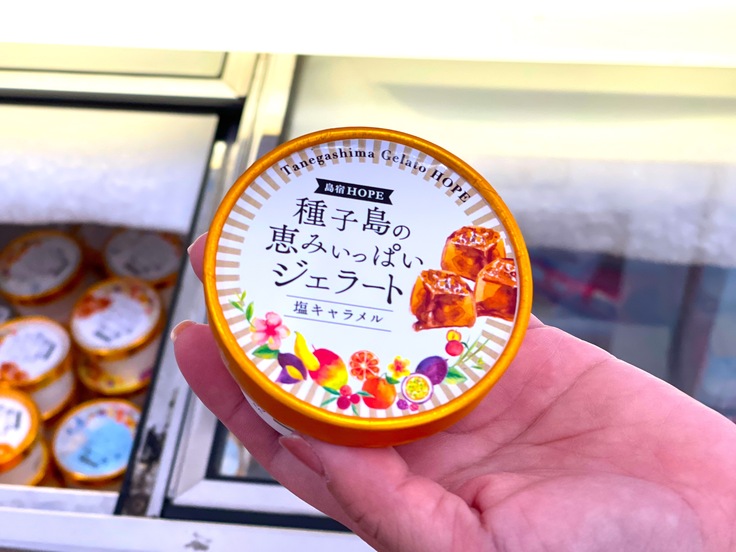 Tanegashima Gelato HOPE
島宿HOPE
種子島の
恵みいっぱい
ジェラート
塩キャラメル